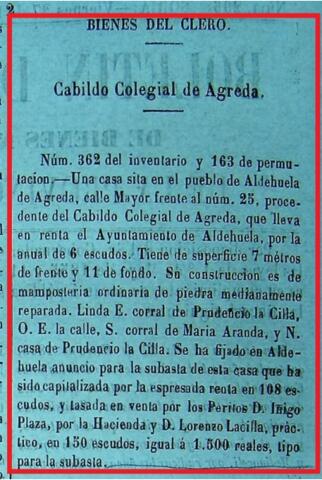 BIENES DEL CLERO.
Cabildo Colegial de Agreda.
Núm. 362 del inventario y 163 de permu-
tacion.—Una casa sita en el pueblo de Aldehuela
de Agreda, calle Mayor frente al núm. 25, proce-
dente del Cabildo Colegial de Agreda, que lleva
en renta el Ayuntamiento de Aldehuela, por la
anual de 6 escudos. Tiene de superficie 7 métros
de frente y 11 de fondo. Su construccion es de
mamposteria ordinaria de piedra medianamente
reparada. Linda E. corral de Prudencio la Cilla,
O. E. la calle, S. corral de Maria Aranda, y N.
casa de Prudencio la Cilla. Se ha fijado en Alde-
huela anuncio para la subasta de esta casa que ha
sido capitalizada por la espresada renta en 108 es-
cudos, y tasada en venta por los Peritos D. Iñigo
Plaza, por la Hacienda y D. Lorenzo Lacilla, prác-
tico, en 150 escudos, igual á 1.500 reales, tipo
para la subasta.